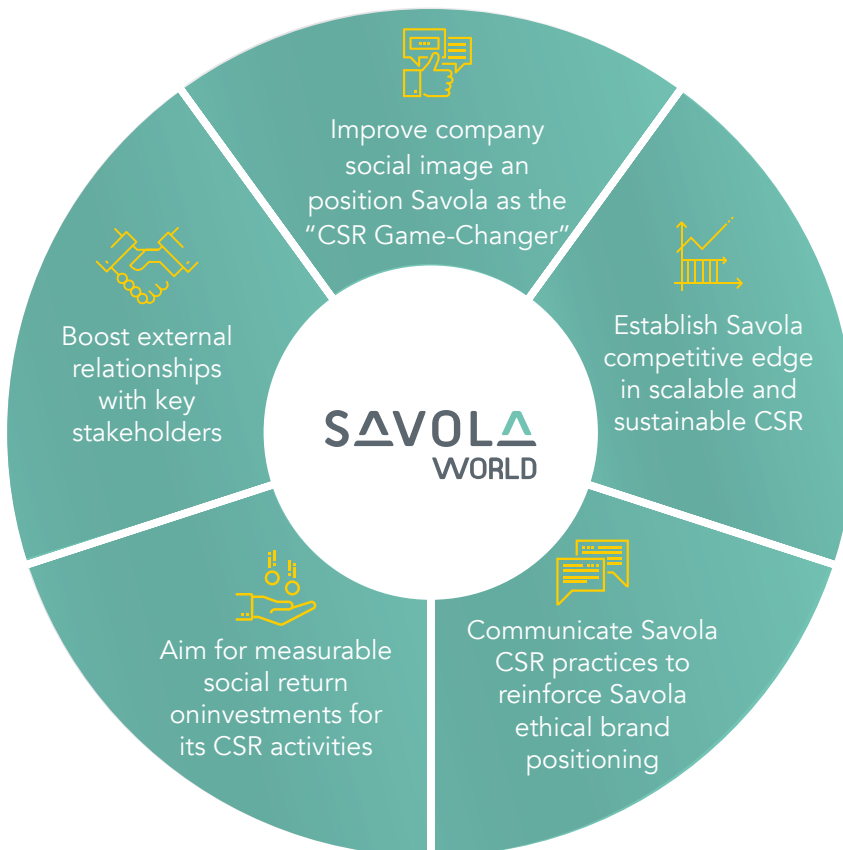 Improve company
social image an
position Savola as the
“CSR Game-Changer”
Establish Savola
competitive edge
in scalable and
sustainable CSR
Communicate Savola
CSR practices to
reinforce Savola
ethical brand
positioning
Aim for measurable
social return
oninvestments for
its CSR activities
Boost external
relationships
with key
stakeholders
SAVOLA
WORLD